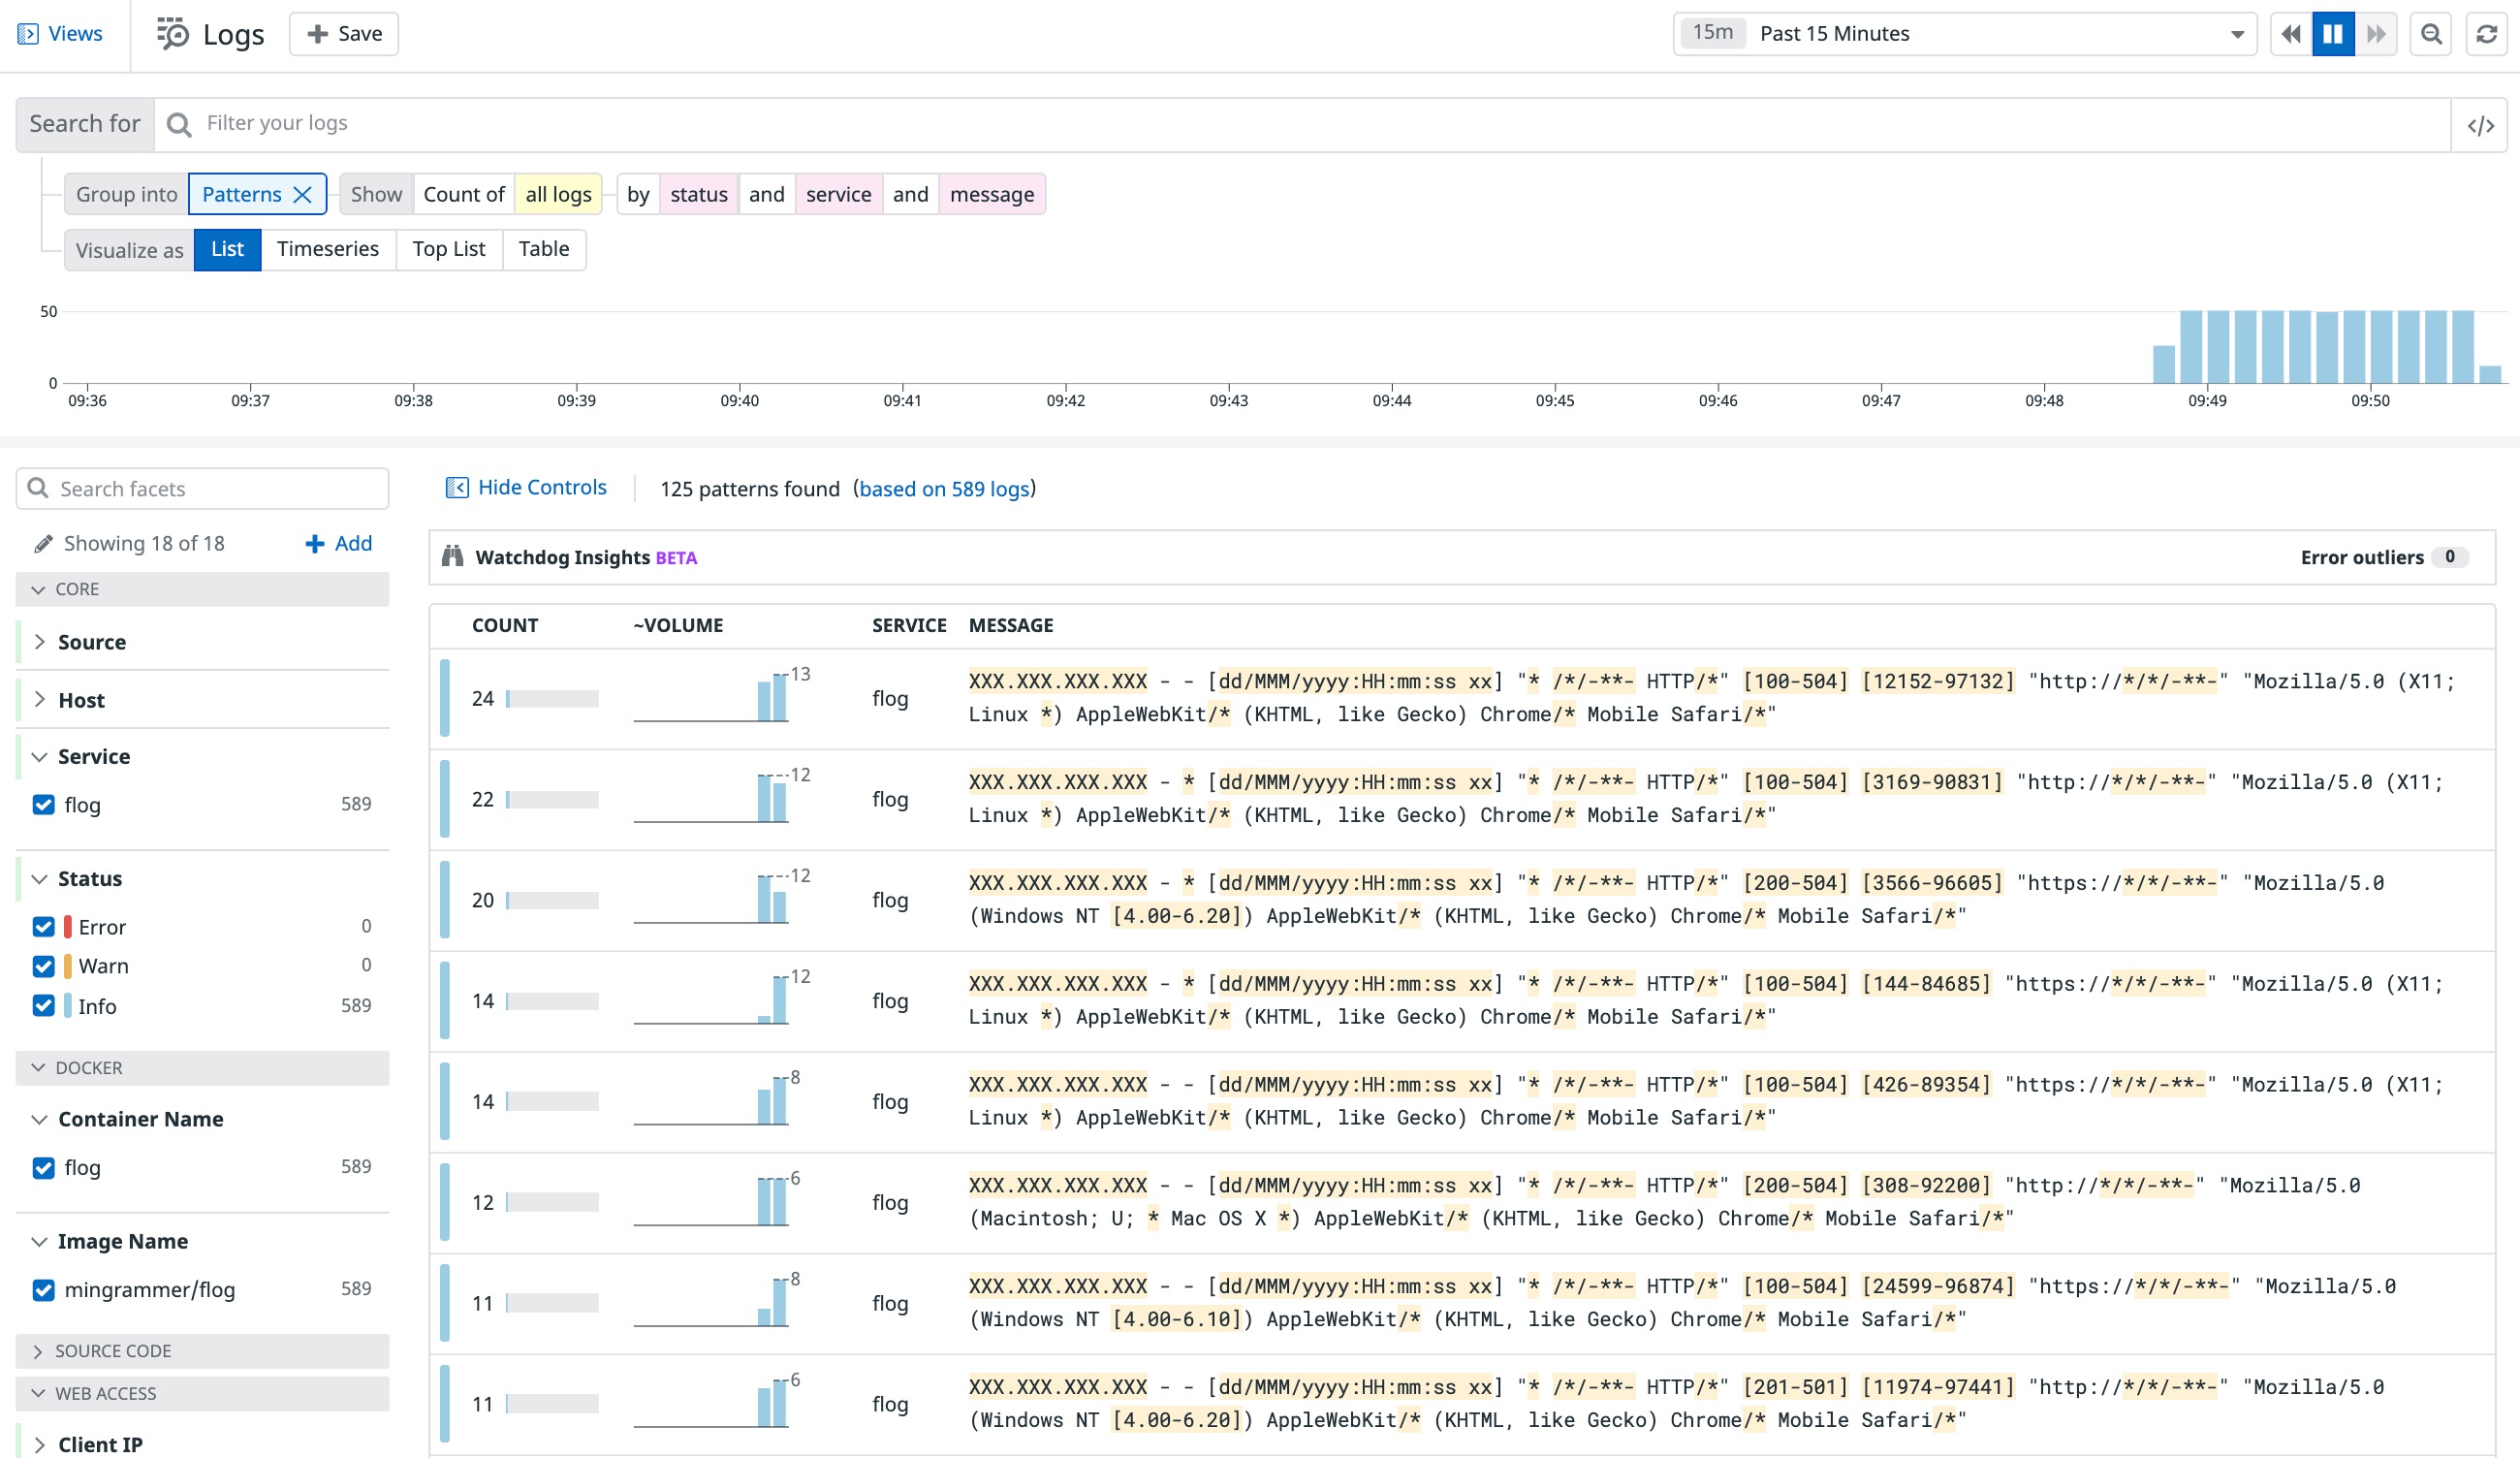 Views Logs + Save 15m Past 15 Minutes
Search for Filter your logs </>
Group into Patterns Show Count of all logs by status and service and message
Visualize as List Timeseries Top List Table
50
0
09:36 09:37 09:38 09:39 09:40 09:41 09:42 09:43 09:44 09:45 09:46 09:47 09:48 09:49 09:50
Search facets
Showing 18 of 18 + Add
CORE
Source
Host
Service
flog 589
Status
Error 0
Warn 0
Info 589
DOCKER
Container Name
flog 589
Image Name
mingrammer/flog 589
SOURCE CODE
WEB ACCESS
Client IP
Hide Controls 125 patterns found (based on 589 logs)
Watchdog Insights BETA Error outliers 0
COUNT ~VOLUME SERVICE MESSAGE
24 13 flog XXX.XXX.XXX.XXX - - [dd/MMM/yyyy:HH:mm:ss xx] "* /*/-**- HTTP/*" [100-504] [12152-97132] "http://*/*/-**-" "Mozilla/5.0 (X11;
Linux *) AppleWebKit/* (KHTML, like Gecko) Chrome/* Mobile Safari/*"
22 12 flog XXX.XXX.XXX.XXX - * [dd/MMM/yyyy:HH:mm:ss xx] "* /*/-**- HTTP/*" [100-504] [3169-90831] "http://*/*/-**-" "Mozilla/5.0 (X11;
Linux *) AppleWebKit/* (KHTML, like Gecko) Chrome/* Mobile Safari/*"
20 12 flog XXX.XXX.XXX.XXX - * [dd/MMM/yyyy:HH:mm:ss xx] "* /*/-**- HTTP/*" [200-504] [3566-96605] "https://*/*/-**-" "Mozilla/5.0
(Windows NT [4.00-6.20]) AppleWebKit/* (KHTML, like Gecko) Chrome/* Mobile Safari/*"
14 12 flog XXX.XXX.XXX.XXX - * [dd/MMM/yyyy:HH:mm:ss xx] "* /*/-**- HTTP/*" [100-504] [144-84685] "https://*/*/-**-" "Mozilla/5.0 (X11;
Linux *) AppleWebKit/* (KHTML, like Gecko) Chrome/* Mobile Safari/*"
14 8 flog XXX.XXX.XXX.XXX - - [dd/MMM/yyyy:HH:mm:ss xx] "* /*/-**- HTTP/*" [100-504] [426-89354] "https://*/*/-**-" "Mozilla/5.0 (X11;
Linux *) AppleWebKit/* (KHTML, like Gecko) Chrome/* Mobile Safari/*"
12 6 flog XXX.XXX.XXX.XXX - - [dd/MMM/yyyy:HH:mm:ss xx] "* /*/-**- HTTP/*" [200-504] [308-92200] "http://*/*/-**-" "Mozilla/5.0
(Macintosh; U; * Mac OS X *) AppleWebKit/* (KHTML, like Gecko) Chrome/* Mobile Safari/*"
11 8 flog XXX.XXX.XXX.XXX - - [dd/MMM/yyyy:HH:mm:ss xx] "* /*/-**- HTTP/*" [100-504] [24599-96874] "https://*/*/-**-" "Mozilla/5.0
(Windows NT [4.00-6.10]) AppleWebKit/* (KHTML, like Gecko) Chrome/* Mobile Safari/*"
11 6 flog XXX.XXX.XXX.XXX - - [dd/MMM/yyyy:HH:mm:ss xx] "* /*/-**- HTTP/*" [201-501] [11974-97441] "http://*/*/-**-" "Mozilla/5.0
(Windows NT [4.00-6.20]) AppleWebKit/* (KHTML, like Gecko) Chrome/* Mobile Safari/*"